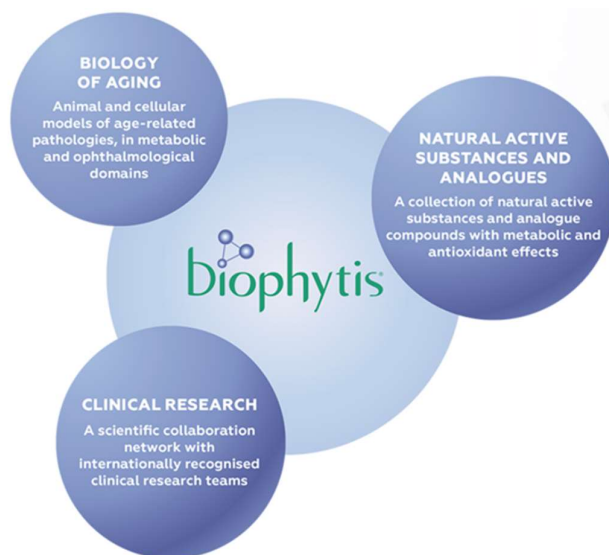 BIOLOGY
OF AGING
Animal and cellular
models of age-related
pathologies, in metabolic
and ophthalmological
domains
NATURAL ACTIVE
SUBSTANCES AND
ANALOGUES
A collection of natural active
substances and analogue
compounds with metabolic and
antioxidant effects
biophytis®
CLINICAL RESEARCH
A scientific collaboration
network with
internationally recognised
clinical research teams